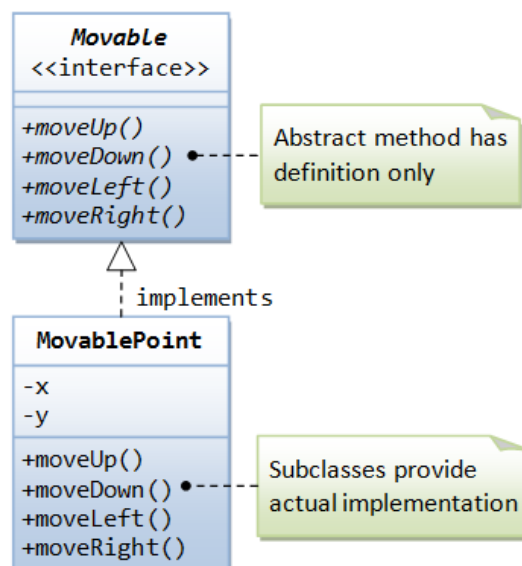 Movable
<<interface>>
+moveUp()
+moveDown()
+moveLeft()
+moveRight()
Abstract method has
definition only
implements
MovablePoint
-x
-y
+moveUp()
+moveDown()
+moveLeft()
+moveRight()
Subclasses provide
actual implementation